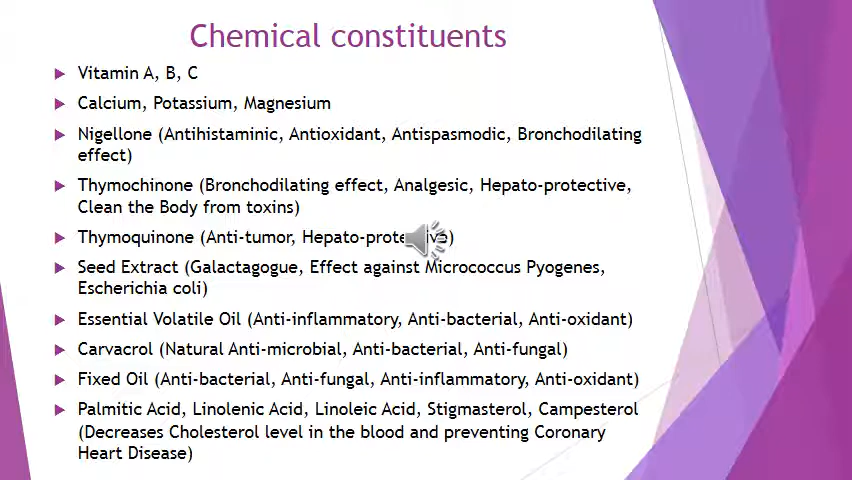 Chemical constituents
Vitamin A, B, C
Calcium, Potassium, Magnesium
Nigellone (Antihistaminic, Antioxidant, Antispasmodic, Bronchodilating
effect)
Thymochinone (Bronchodilating effect, Analgesic, Hepato-protective,
Clean the Body from toxins)
Thymoquinone (Anti-tumor, Hepato-protective)
Seed Extract (Galactagogue, Effect against Micrococcus Pyogenes,
Escherichia coli)
Essential Volatile Oil (Anti-inflammatory, Anti-bacterial, Anti-oxidant)
Carvacrol (Natural Anti-microbial, Anti-bacterial, Anti-fungal)
Fixed Oil (Anti-bacterial, Anti-fungal, Anti-inflammatory, Anti-oxidant)
Palmitic Acid, Linolenic Acid, Linoleic Acid, Stigmasterol, Campesterol
(Decreases Cholesterol level in the blood and preventing Coronary
Heart Disease)